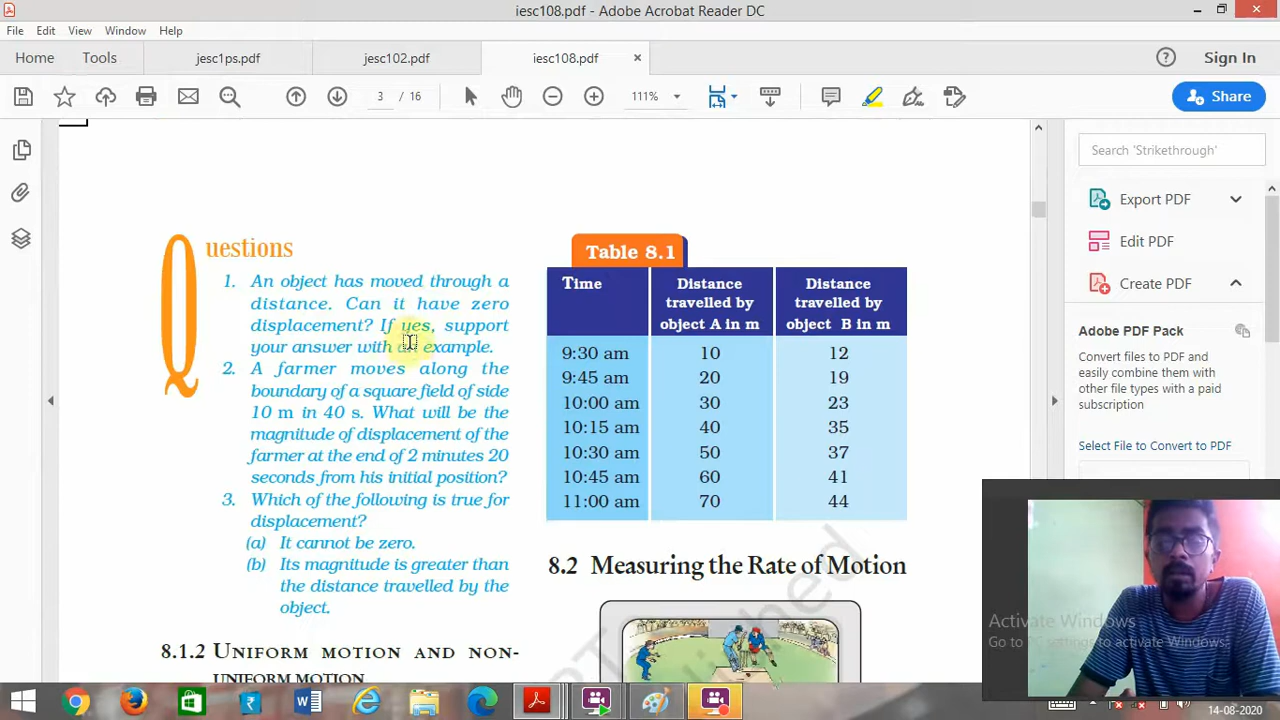 iesc108.pdf - Adobe Acrobat Reader DC
File Edit View Window Help
Home Tools jesc1ps.pdf jesc102.pdf iesc108.pdf × Sign In
3 / 16 111% Share
Search 'Strikethrough'
Export PDF
Edit PDF
Create PDF
Adobe PDF Pack
Convert files to PDF and
easily combine them with
other file types with a paid
subscription
Select File to Convert to PDF
Questions
1. An object has moved through a
distance. Can it have zero
displacement? If yes, support
your answer with an example.
2. A farmer moves along the
boundary of a square field of side
10 m in 40 s. What will be the
magnitude of displacement of the
farmer at the end of 2 minutes 20
seconds from his initial position?
3. Which of the following is true for
displacement?
(a) It cannot be zero.
(b) Its magnitude is greater than
the distance travelled by the
object.
8.1.2 UNIFORM MOTION AND NON-
UNIFORM MOTION
Table 8.1
Time Distance travelled by object A in m Distance travelled by object B in m
9:30 am 10 12
9:45 am 20 19
10:00 am 30 23
10:15 am 40 35
10:30 am 50 37
10:45 am 60 41
11:00 am 70 44
8.2 Measuring the Rate of Motion
Activate Windows
Go to PC settings to activate Windows.
14-08-2020